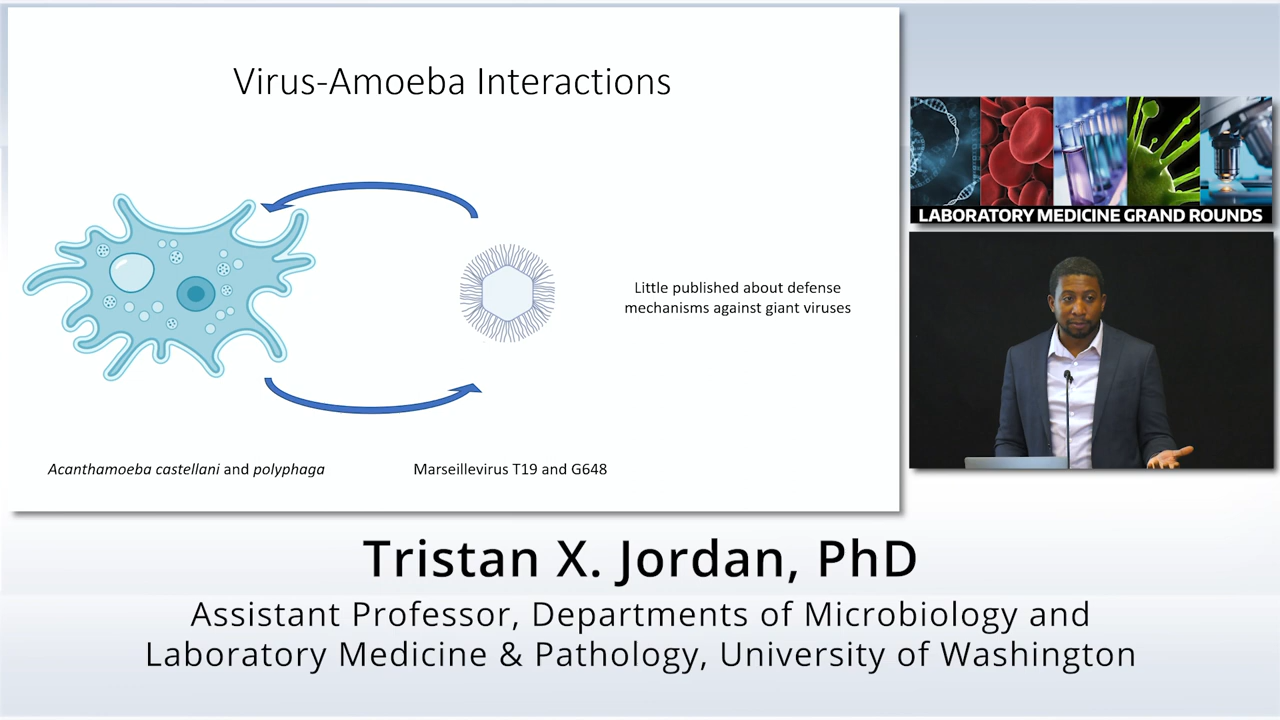 Virus-Amoeba Interactions
Little published about defense
mechanisms against giant viruses
Acanthamoeba castellani and polyphaga
Marseillevirus T19 and G648
LABORATORY MEDICINE GRAND ROUNDS
Tristan X. Jordan, PhD
Assistant Professor, Departments of Microbiology and
Laboratory Medicine & Pathology, University of Washington